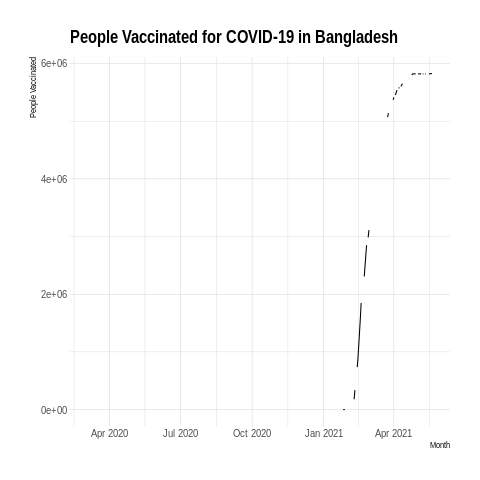 People Vaccinated for COVID-19 in Bangladesh
People Vaccinated
6e+06
4e+06
2e+06
0e+00
Apr 2020 Jul 2020 Oct 2020 Jan 2021 Apr 2021
Month